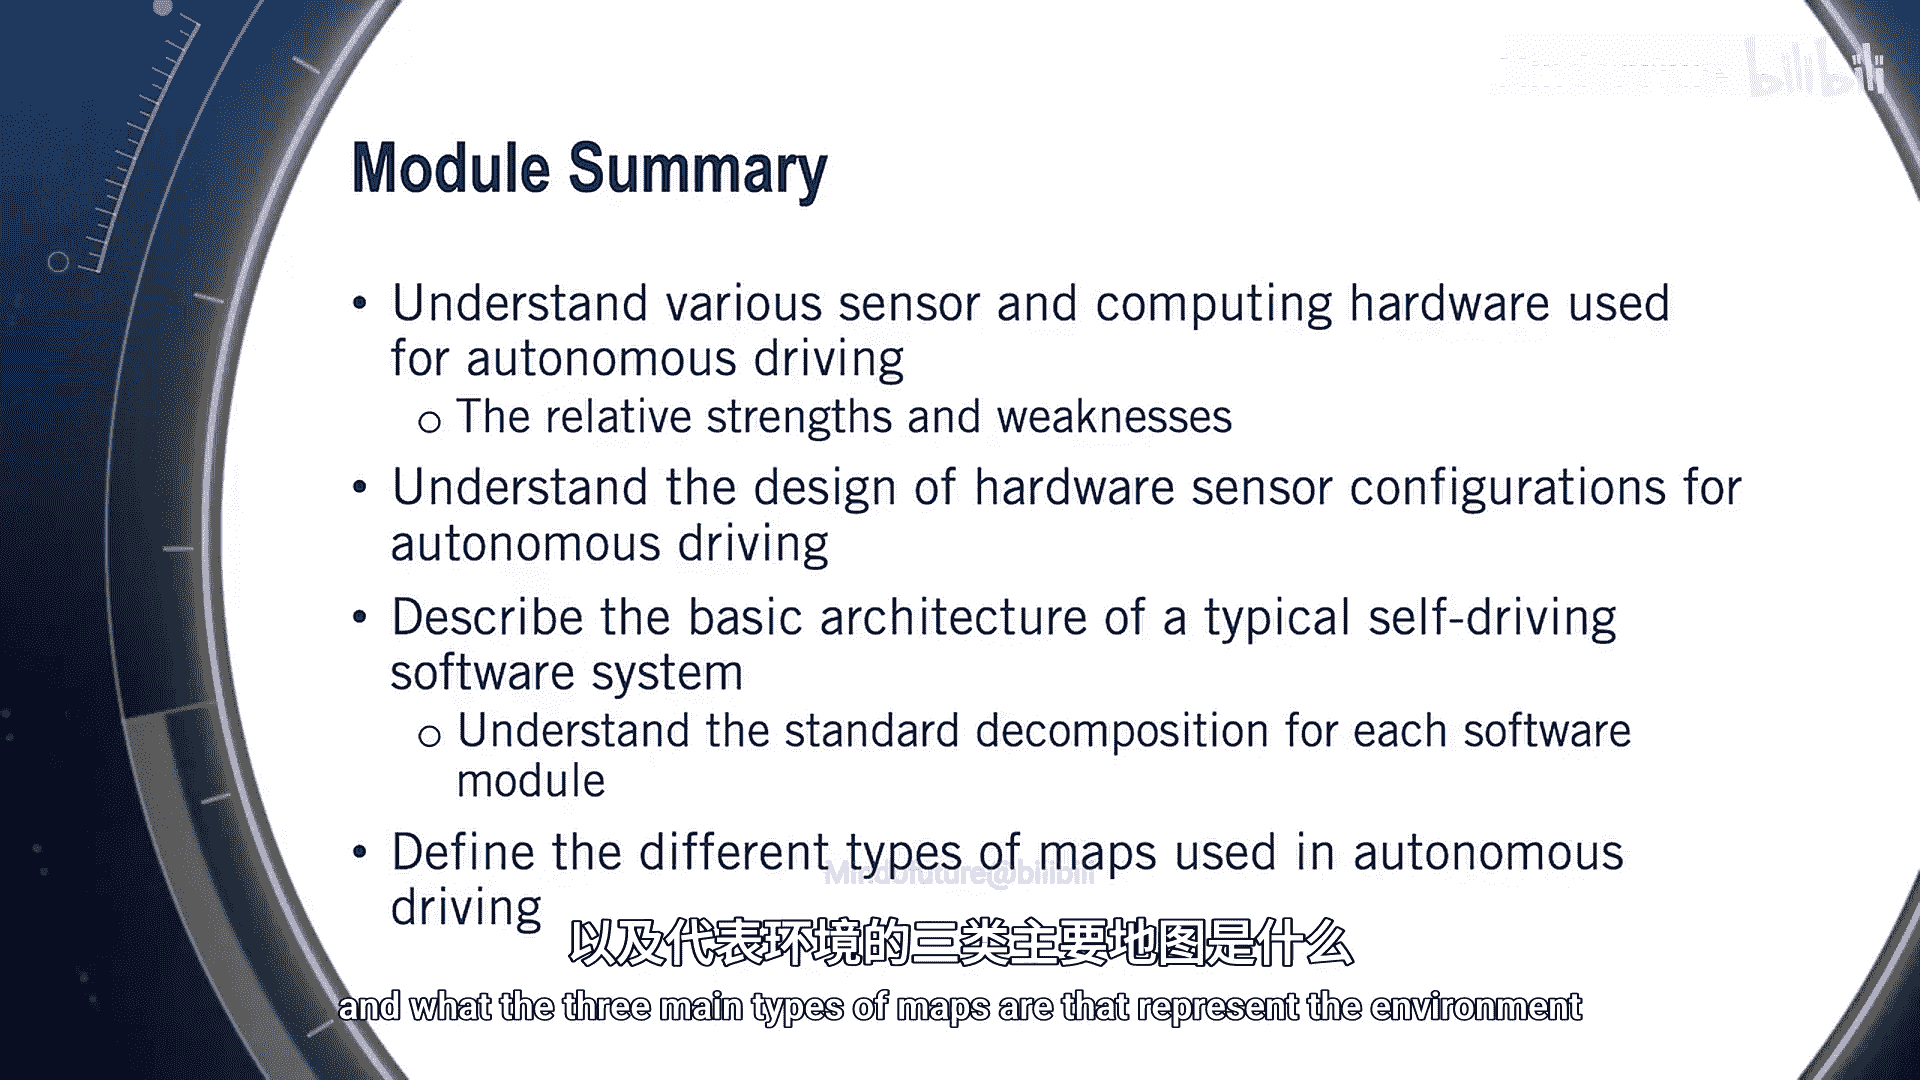 bilibili
Module Summary
• Understand various sensor and computing hardware used
for autonomous driving
o The relative strengths and weaknesses
• Understand the design of hardware sensor configurations for
autonomous driving
• Describe the basic architecture of a typical self-driving
software system
o Understand the standard decomposition for each software
module
• Define the different types of maps used in autonomous
driving
以及代表环境的三类主要地图是什么
and what the three main types of maps are that represent the environment